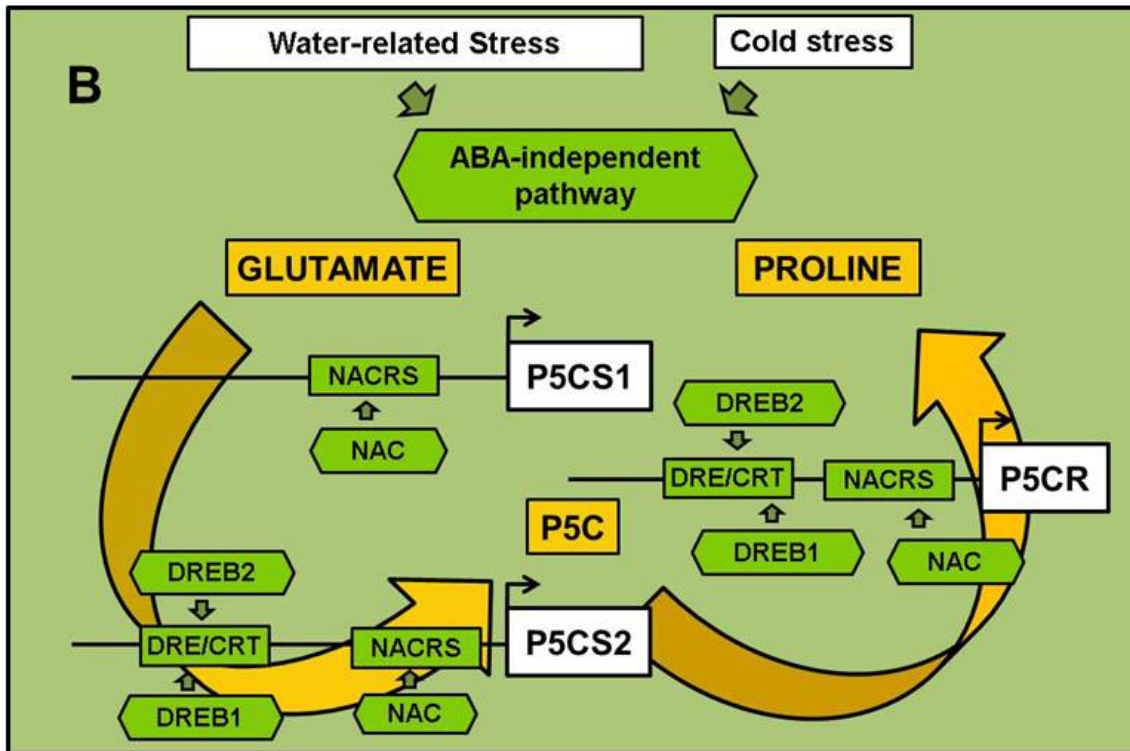 Water-related Stress
Cold stress
B
ABA-independent
pathway
GLUTAMATE
PROLINE
NACRS
P5CS1
NAC
DREB2
DRE/CRT
NACRS
P5CR
P5C
DREB1
NAC
DREB2
DRE/CRT
NACRS
P5CS2
DREB1
NAC